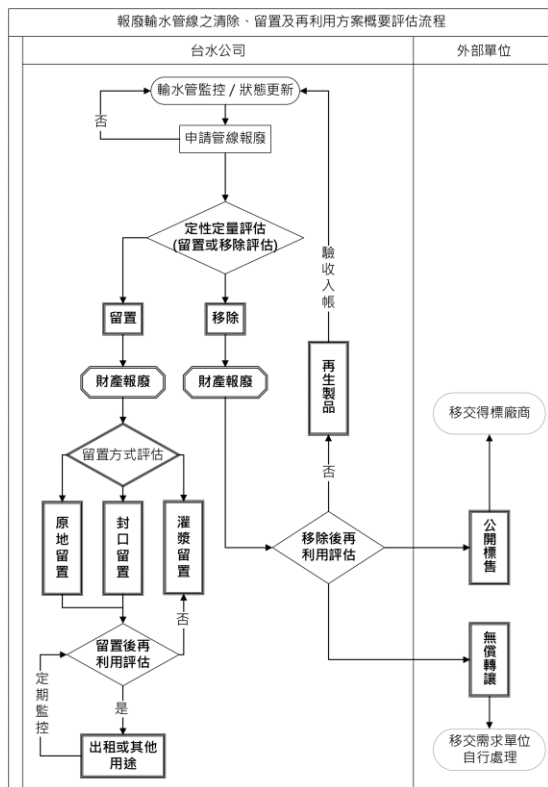 報廢輸水管線之清除、留置及再利用方案概要評估流程
台水公司
外部單位
輸水管監控 / 狀態更新
否
申請管線報廢
定性定量評估
(留置或移除評估)
驗收入帳
留置
移除
再生製品
財產報廢
財產報廢
移交得標廠商
留置方式評估
否
原地留置
封口留置
灌漿留置
移除後再
利用評估
公開標售
否
留置後再
利用評估
無償轉讓
定期監控
是
出租或其他
用途
移交需求單位
自行處理